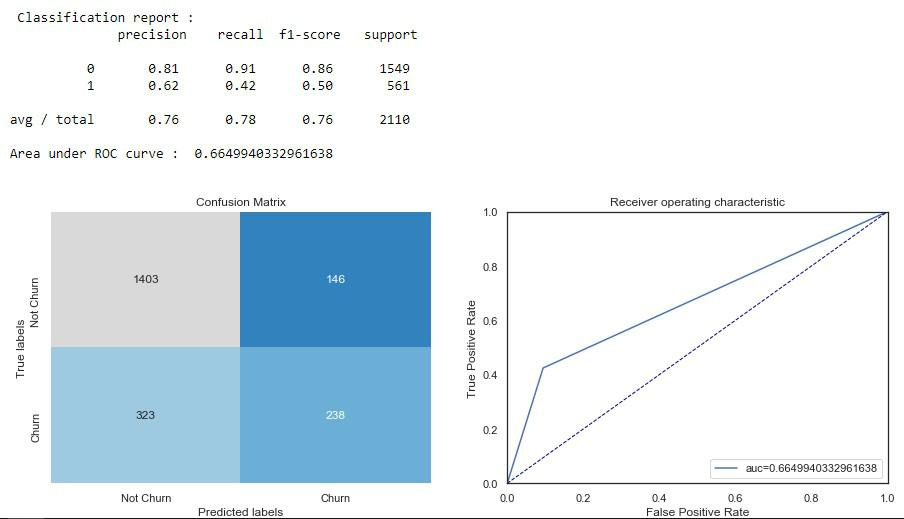 Classification report :
precision recall f1-score support
0 0.81 0.91 0.86 1549
1 0.62 0.42 0.50 561
avg / total 0.76 0.78 0.76 2110
Area under ROC curve : 0.6649940332961638
Confusion Matrix
True labels
Not Churn
Churn
1403
146
323
238
Not Churn
Churn
Predicted labels
Receiver operating characteristic
True Positive Rate
1.0
0.8
0.6
0.4
0.2
0.0
auc=0.6649940332961638
0.0 0.2 0.4 0.6 0.8 1.0
False Positive Rate